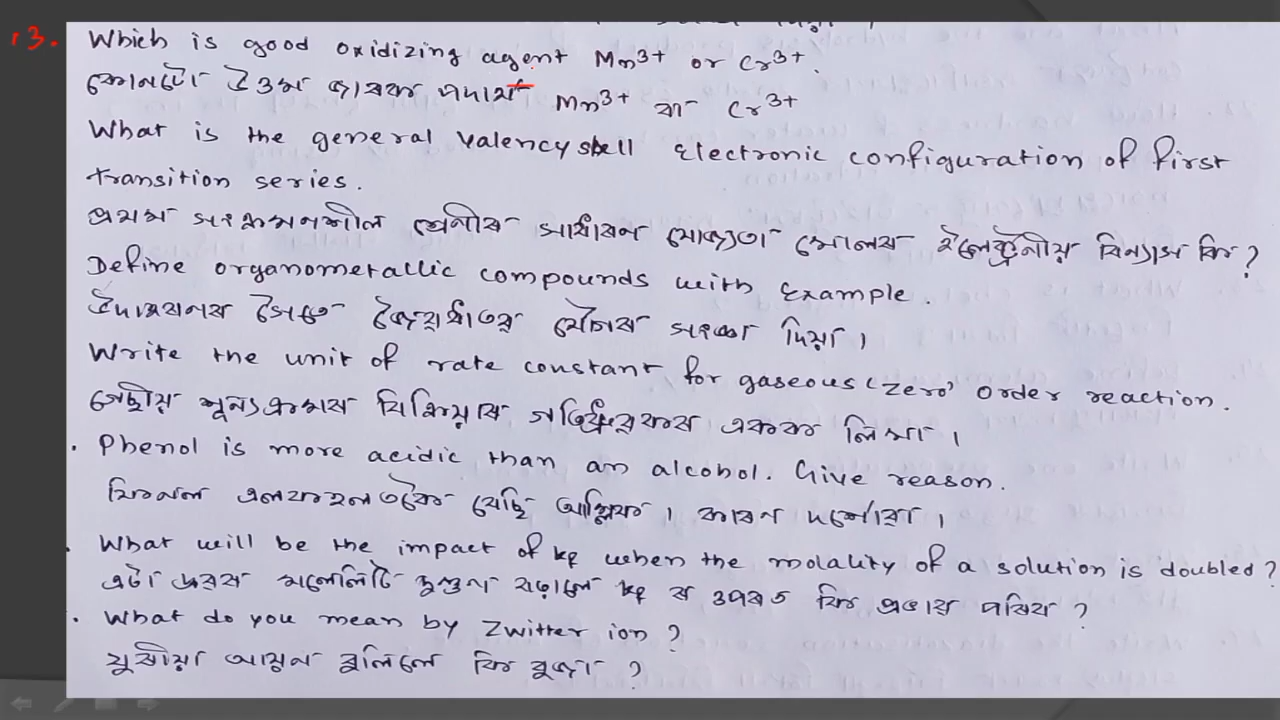 13. Which is good oxidizing agent Mn3+ or Cr3+.
কোনটো উত্তম জাৰক পদাৰ্থ Mn3+ বা Cr3+
What is the general valency shell electronic configuration of first
transition series.
প্ৰথম সংক্ৰমণশীল শ্ৰেণীৰ সাধাৰণ যোজ্যতা খোলৰ ইলেক্ট্ৰনীয় বিন্যাস কি?
Define organometallic compounds with example.
উদাহৰণৰ সৈতে জৈৱধাতৱ যৌগৰ সংজ্ঞা দিয়া।
Write the unit of rate constant for gaseous (zero' order reaction.
গেছীয় শূন্যক্ৰমৰ বিক্ৰিয়াৰ গতিধ্ৰুৱকৰ একক লিখা।
. Phenol is more acidic than an alcohol. Give reason.
ফিনল এলকহলতকৈ বেছি আম্লিক। কাৰণ দৰ্শোৱা।
. What will be the impact of kf when the molality of a solution is doubled?
এটা দ্ৰৱৰ মলেলিটি দুগুণ বঢ়ালে kf ৰ ওপৰত কি প্ৰভাৱ পৰিব?
. What do you mean by Zwitter ion?
যুৰীয়া আয়ন বুলিলে কি বুজা?